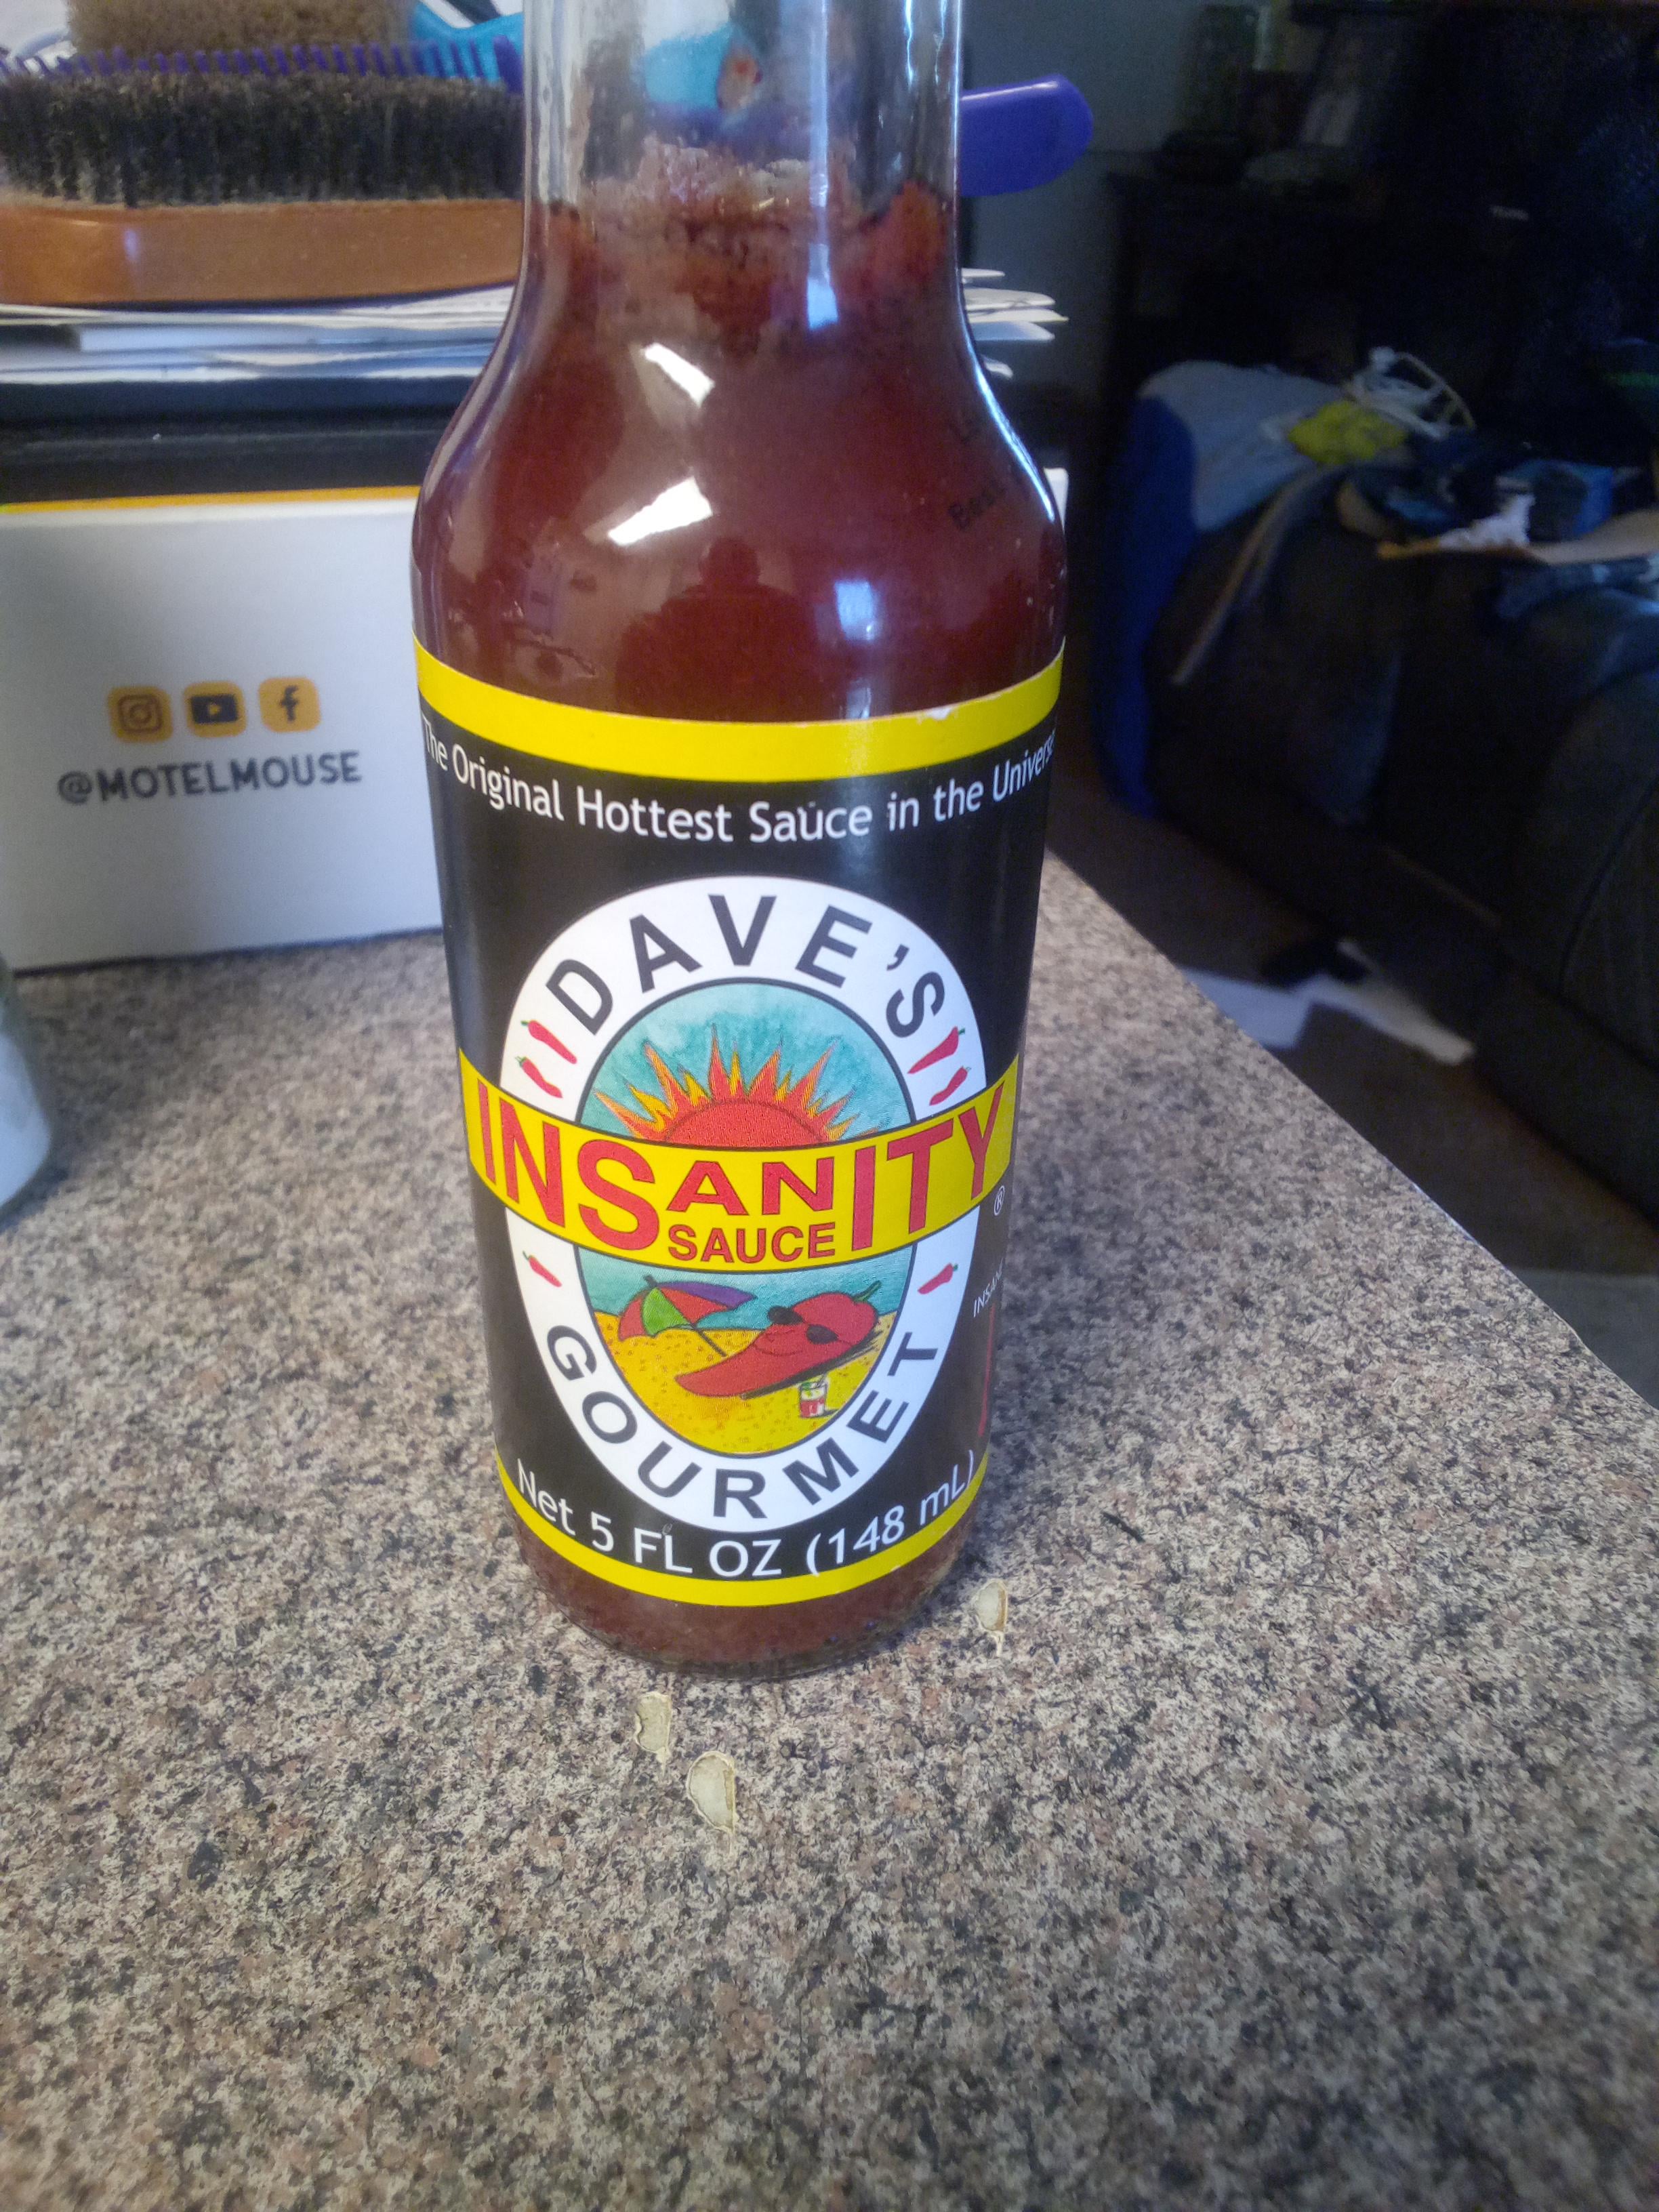 @MOTELMOUSE
The Original Hottest Sauce in the Universe
DAVE'S
INSANITY
SAUCE
®
GOURMET
Net 5 FL OZ (148 mL)